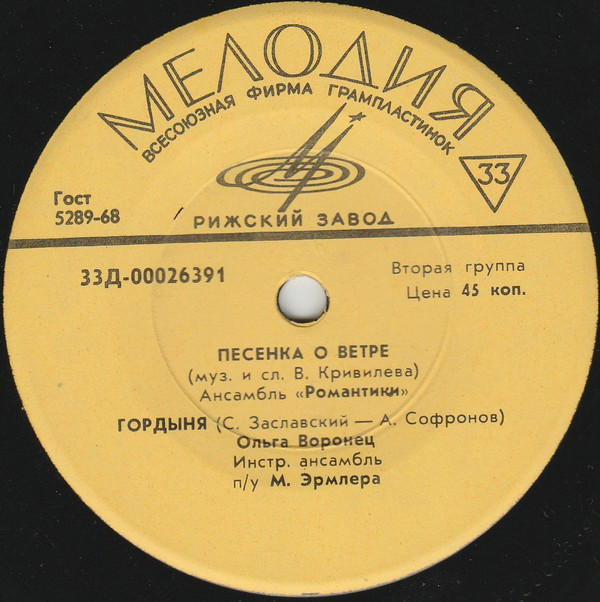 МЕЛОДИЯ
ВСЕСОЮЗНАЯ ФИРМА ГРАМПЛАСТИНОК
33
Гост
5289-68
РИЖСКИЙ ЗАВОД
33Д-00026391
Вторая группа
Цена 45 коп.
ПЕСЕНКА О ВЕТРЕ
(муз. и сл. В. Кривилева)
Ансамбль «Романтики»
ГОРДЫНЯ (С. Заславский — А. Софронов)
Ольга Воронец
Инстр. ансамбль
п/у М. Эрмлера